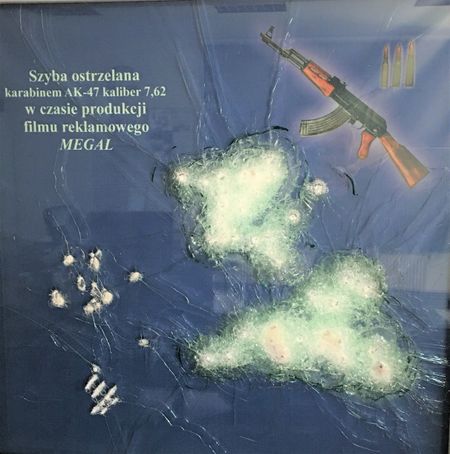 Szyba ostrzelana
karabinem AK-47 kaliber 7,62
w czasie produkcji
filmu reklamowego
MEGAL